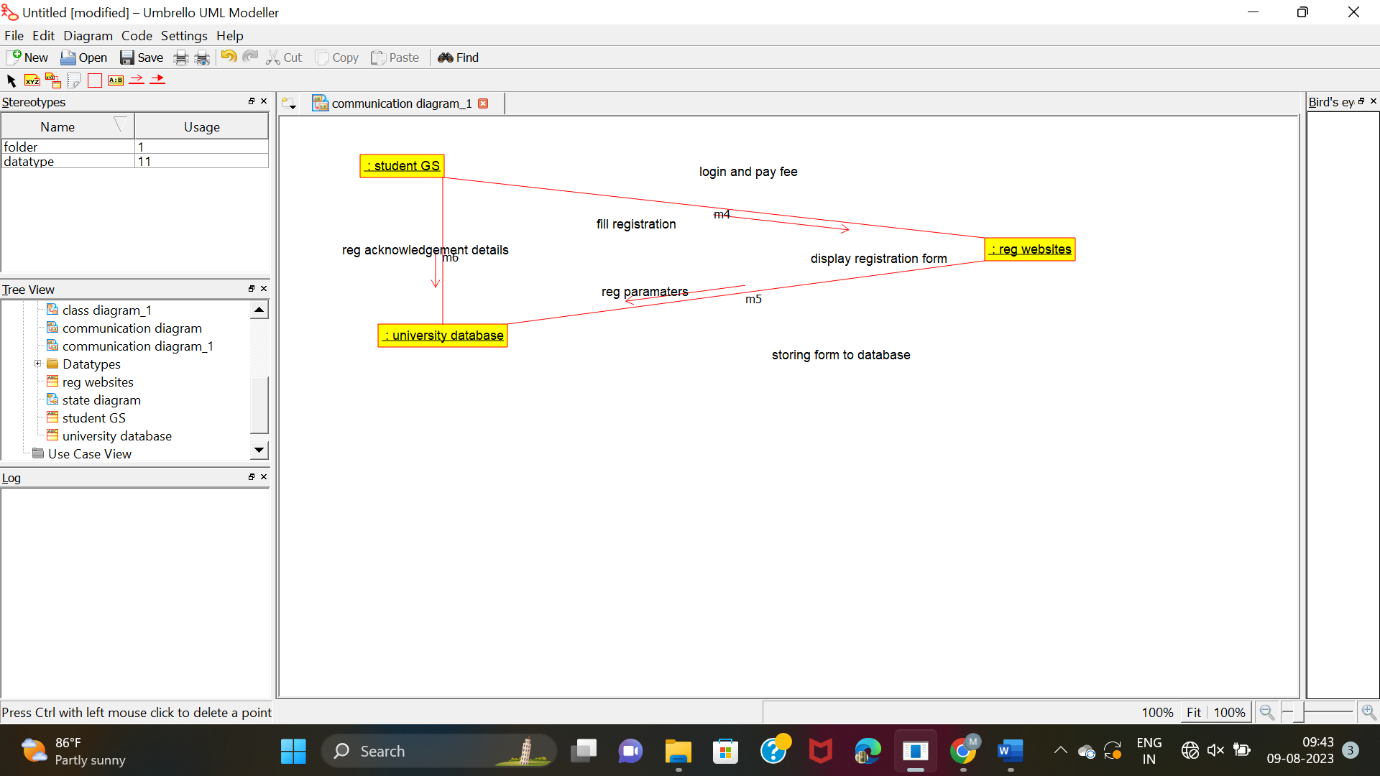 Untitled [modified] – Umbrello UML Modeller
File Edit Diagram Code Settings Help
New Open Save Cut Copy Paste Find
XYZ A:B
Stereotypes
Name Usage
folder 1
datatype 11
Tree View
class diagram_1
communication diagram
communication diagram_1
Datatypes
reg websites
state diagram
student GS
university database
Use Case View
Log
communication diagram_1
: student GS
login and pay fee
m4
fill registration
reg acknowledgement details
m6
: reg websites
display registration form
reg paramaters
m5
: university database
storing form to database
Bird's ey
Press Ctrl with left mouse click to delete a point
100% Fit 100%
86°F
Partly sunny
Search
M
ENG
IN
09:43
09-08-2023
3